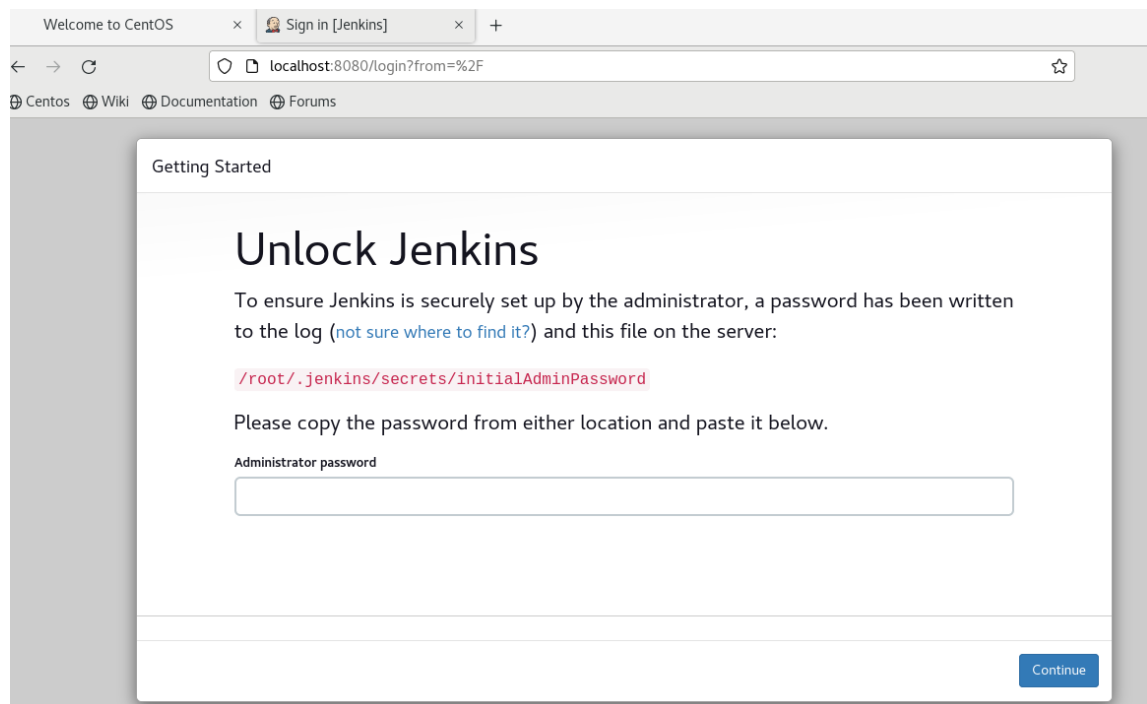 Welcome to CentOS × Sign in [Jenkins] × +
localhost:8080/login?from=%2F
Centos Wiki Documentation Forums
Getting Started
Unlock Jenkins
To ensure Jenkins is securely set up by the administrator, a password has been written
to the log (not sure where to find it?) and this file on the server:
/root/.jenkins/secrets/initialAdminPassword
Please copy the password from either location and paste it below.
Administrator password
Continue